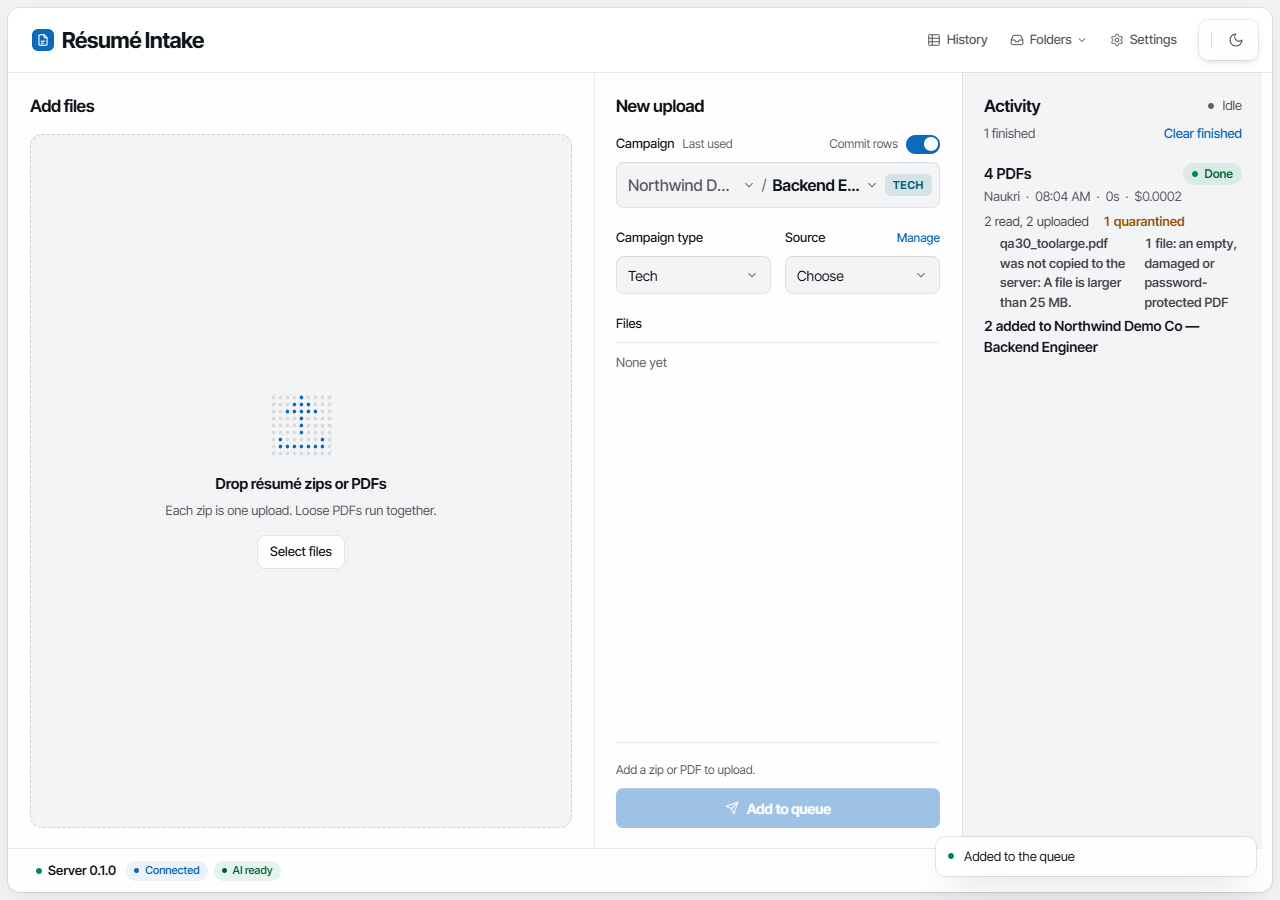 Résumé Intake
History
Folders
Settings
Add files
Drop résumé zips or PDFs
Each zip is one upload. Loose PDFs run together.
Select files
New upload
Campaign Last used
Commit rows
Northwind D... / Backend E... TECH
Campaign type
Source
Manage
Tech
Choose
Files
None yet
Add a zip or PDF to upload.
Add to queue
Activity
Idle
1 finished
Clear finished
4 PDFs
Done
Naukri · 08:04 AM · 0s · $0.0002
2 read, 2 uploaded 1 quarantined
qa30_toolarge.pdf
was not copied to the
server: A file is larger
than 25 MB.
1 file: an empty,
damaged or
password-
protected PDF
2 added to Northwind Demo Co —
Backend Engineer
Server 0.1.0
Connected
AI ready
Added to the queue